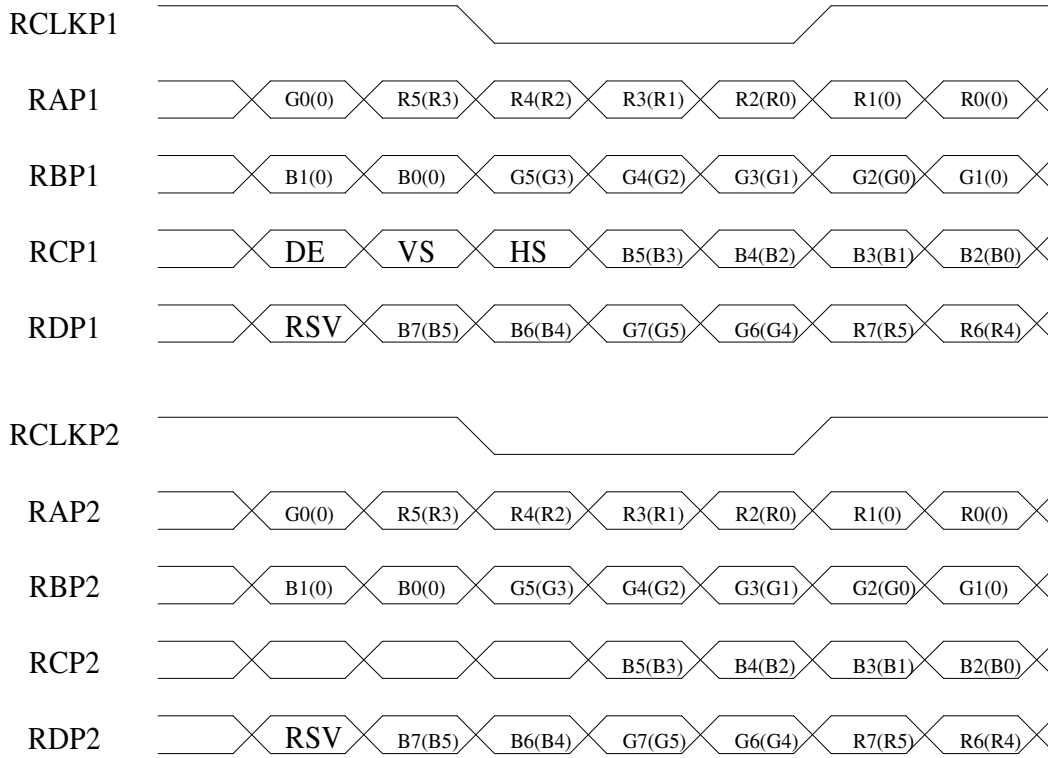 RCLKP1
RAP1 G0(0) R5(R3) R4(R2) R3(R1) R2(R0) R1(0) R0(0)
RBP1 B1(0) B0(0) G5(G3) G4(G2) G3(G1) G2(G0) G1(0)
RCP1 DE VS HS B5(B3) B4(B2) B3(B1) B2(B0)
RDP1 RSV B7(B5) B6(B4) G7(G5) G6(G4) R7(R5) R6(R4)
RCLKP2
RAP2 G0(0) R5(R3) R4(R2) R3(R1) R2(R0) R1(0) R0(0)
RBP2 B1(0) B0(0) G5(G3) G4(G2) G3(G1) G2(G0) G1(0)
RCP2 B5(B3) B4(B2) B3(B1) B2(B0)
RDP2 RSV B7(B5) B6(B4) G7(G5) G6(G4) R7(R5) R6(R4)